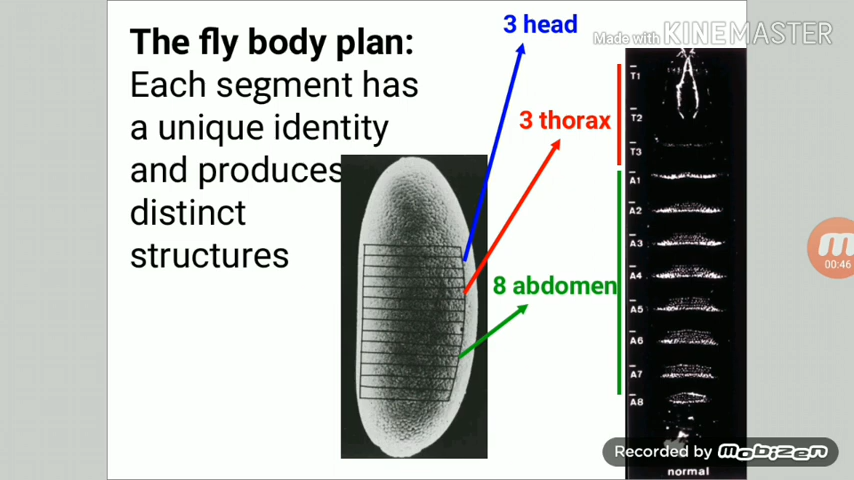 The fly body plan:
Each segment has
a unique identity
and produces
distinct
structures
3 head
3 thorax
8 abdomen
Made with KINEMASTER
T1
T2
T3
A1
A2
A3
A4
A5
A6
A7
A8
normal
00:46
Recorded by mobizen